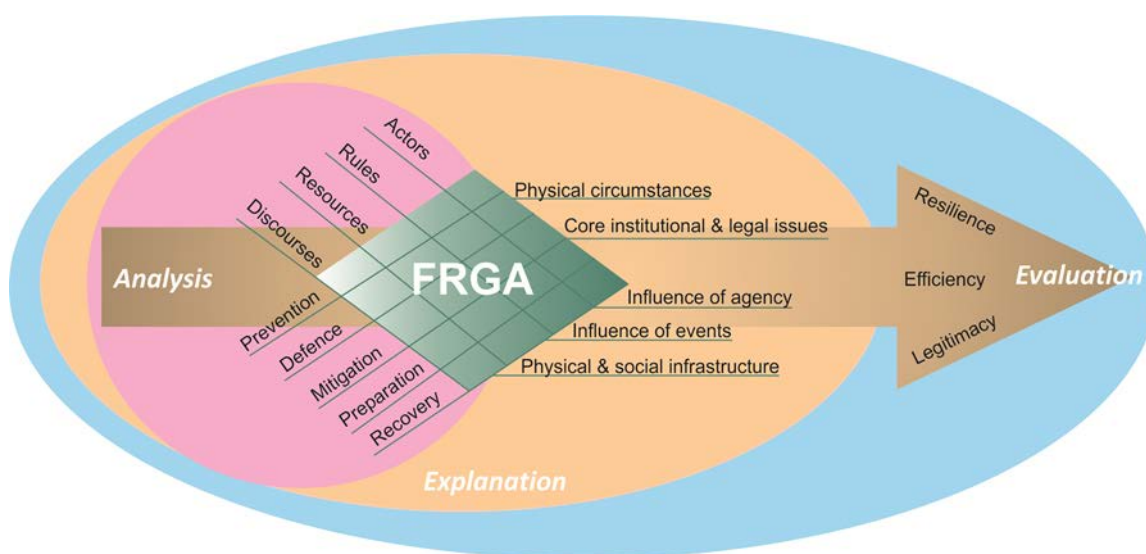 Actors
Rules
Resources
Discourses
Analysis
FRGA
Prevention
Defence
Mitigation
Preparation
Recovery
Physical circumstances
Core institutional & legal issues
Influence of agency
Influence of events
Physical & social infrastructure
Explanation
Resilience
Efficiency
Legitimacy
Evaluation